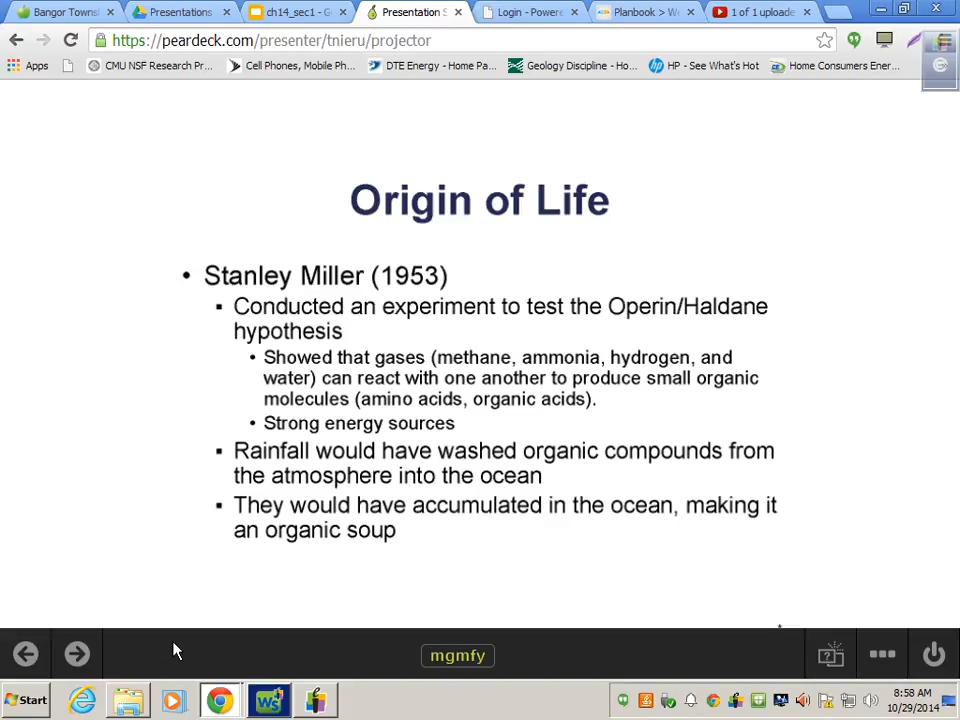 Bangor Towns
Presentations
ch14_sec1 - G
Presentation S
Login - Power
Planbook > We
1 of 1 uploade
https://peardeck.com/presenter/tnieru/projector
Apps
CMU NSF Research Pr...
Cell Phones, Mobile Ph...
DTE Energy - Home Pa...
Geology Discipline - Ho...
HP - See What's Hot
Home Consumers Ener...
Origin of Life
• Stanley Miller (1953)
▪ Conducted an experiment to test the Operin/Haldane
hypothesis
• Showed that gases (methane, ammonia, hydrogen, and
water) can react with one another to produce small organic
molecules (amino acids, organic acids).
• Strong energy sources
▪ Rainfall would have washed organic compounds from
the atmosphere into the ocean
▪ They would have accumulated in the ocean, making it
an organic soup
mgmfy
Start
WS
8:58 AM
10/29/2014